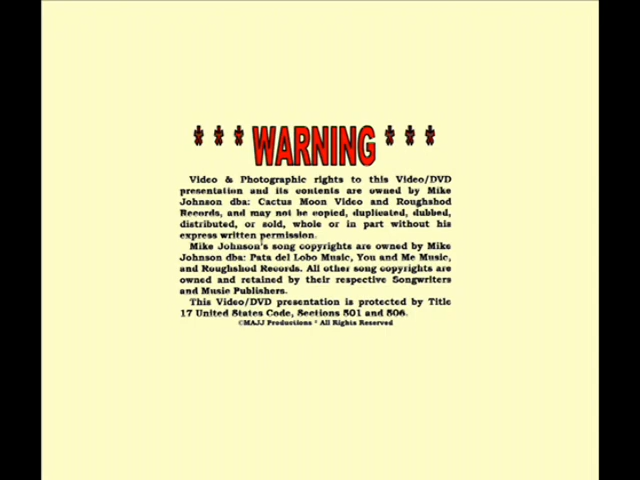 * * * WARNING * * *
Video & Photographic rights to this Video/DVD
presentation and its contents are owned by Mike
Johnson dba: Cactus Moon Video and Roughshod
Records, and may not be copied, duplicated, dubbed,
distributed, or sold, whole or in part without his
express written permission.
Mike Johnson's song copyrights are owned by Mike
Johnson dba: Pata del Lobo Music, You and Me Music,
and Roughshod Records. All other song copyrights are
owned and retained by their respective Songwriters
and Music Publishers.
This Video/DVD presentation is protected by Title
17 United States Code, Sections 501 and 506.
©MAJJ Productions * All Rights Reserved